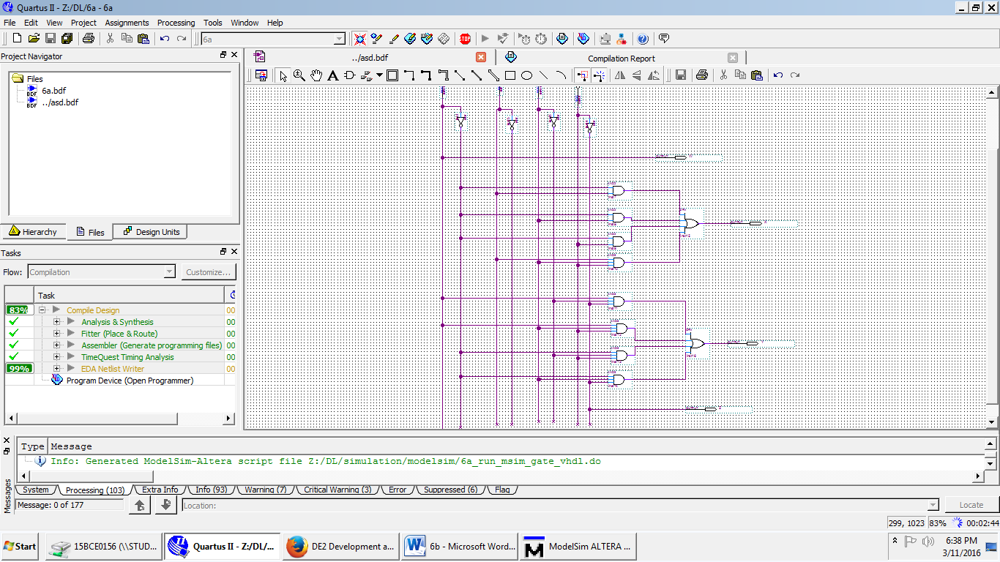 Quartus II - Z:/DL/6a - 6a
File Edit View Project Assignments Processing Tools Window Help
6a
STOP
Project Navigator
../asd.bdf
Compilation Report
Files
6a.bdf
../asd.bdf
Hierarchy Files Design Units
Tasks
Flow: Compilation Customize...
Task
83% Compile Design 00
Analysis & Synthesis 00
Fitter (Place & Route) 00
Assembler (Generate programming files) 00
TimeQuest Timing Analysis 00
99% EDA Netlist Writer 00
Program Device (Open Programmer)
Messages
Type Message
Info: Generated ModelSim-Altera script file Z:/DL/simulation/modelsim/6a_run_msim_gate_vhdl.do
System Processing (103) Extra Info Info (93) Warning (7) Critical Warning (3) Error Suppressed (6) Flag
Message: 0 of 177 Location: Locate
299, 1023 83% 00:02:44
Start 15BCE0156 (\\STUD... Quartus II - Z:/DL/... DE2 Development a... 6b - Microsoft Word... ModelSim ALTERA ... 6:38 PM
3/11/2016